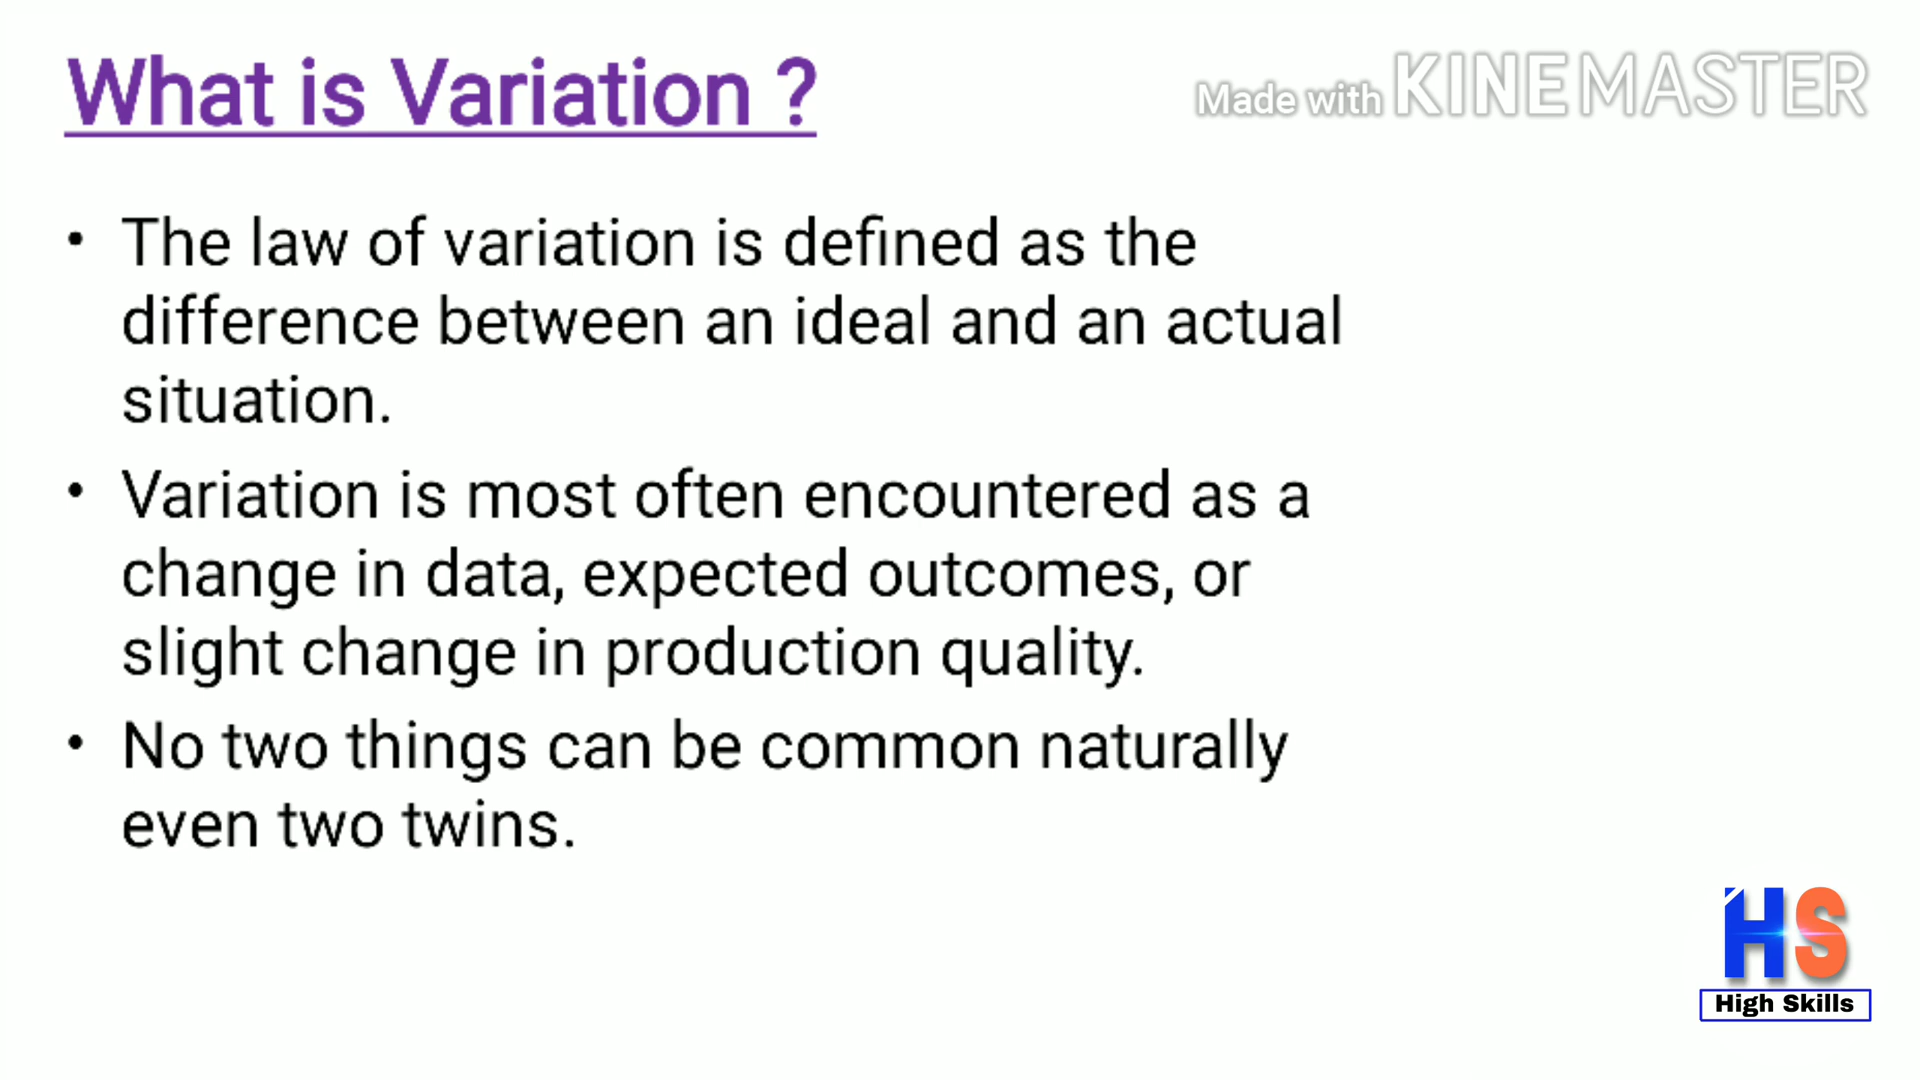 What is Variation ?
Made with KINEMASTER
• The law of variation is defined as the
difference between an ideal and an actual
situation.
• Variation is most often encountered as a
change in data, expected outcomes, or
slight change in production quality.
• No two things can be common naturally
even two twins.
HS
High Skills